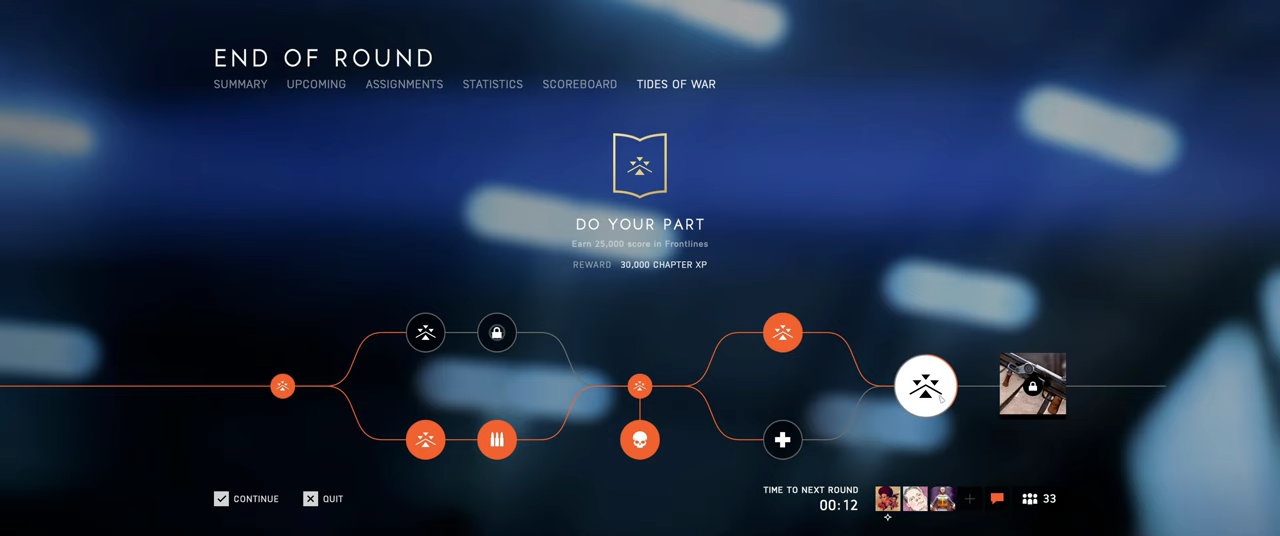 END OF ROUND
SUMMARY UPCOMING ASSIGNMENTS STATISTICS SCOREBOARD TIDES OF WAR
DO YOUR PART
Earn 25,000 score in Frontlines
REWARD 30,000 CHAPTER XP
CONTINUE QUIT
TIME TO NEXT ROUND
00:12
33